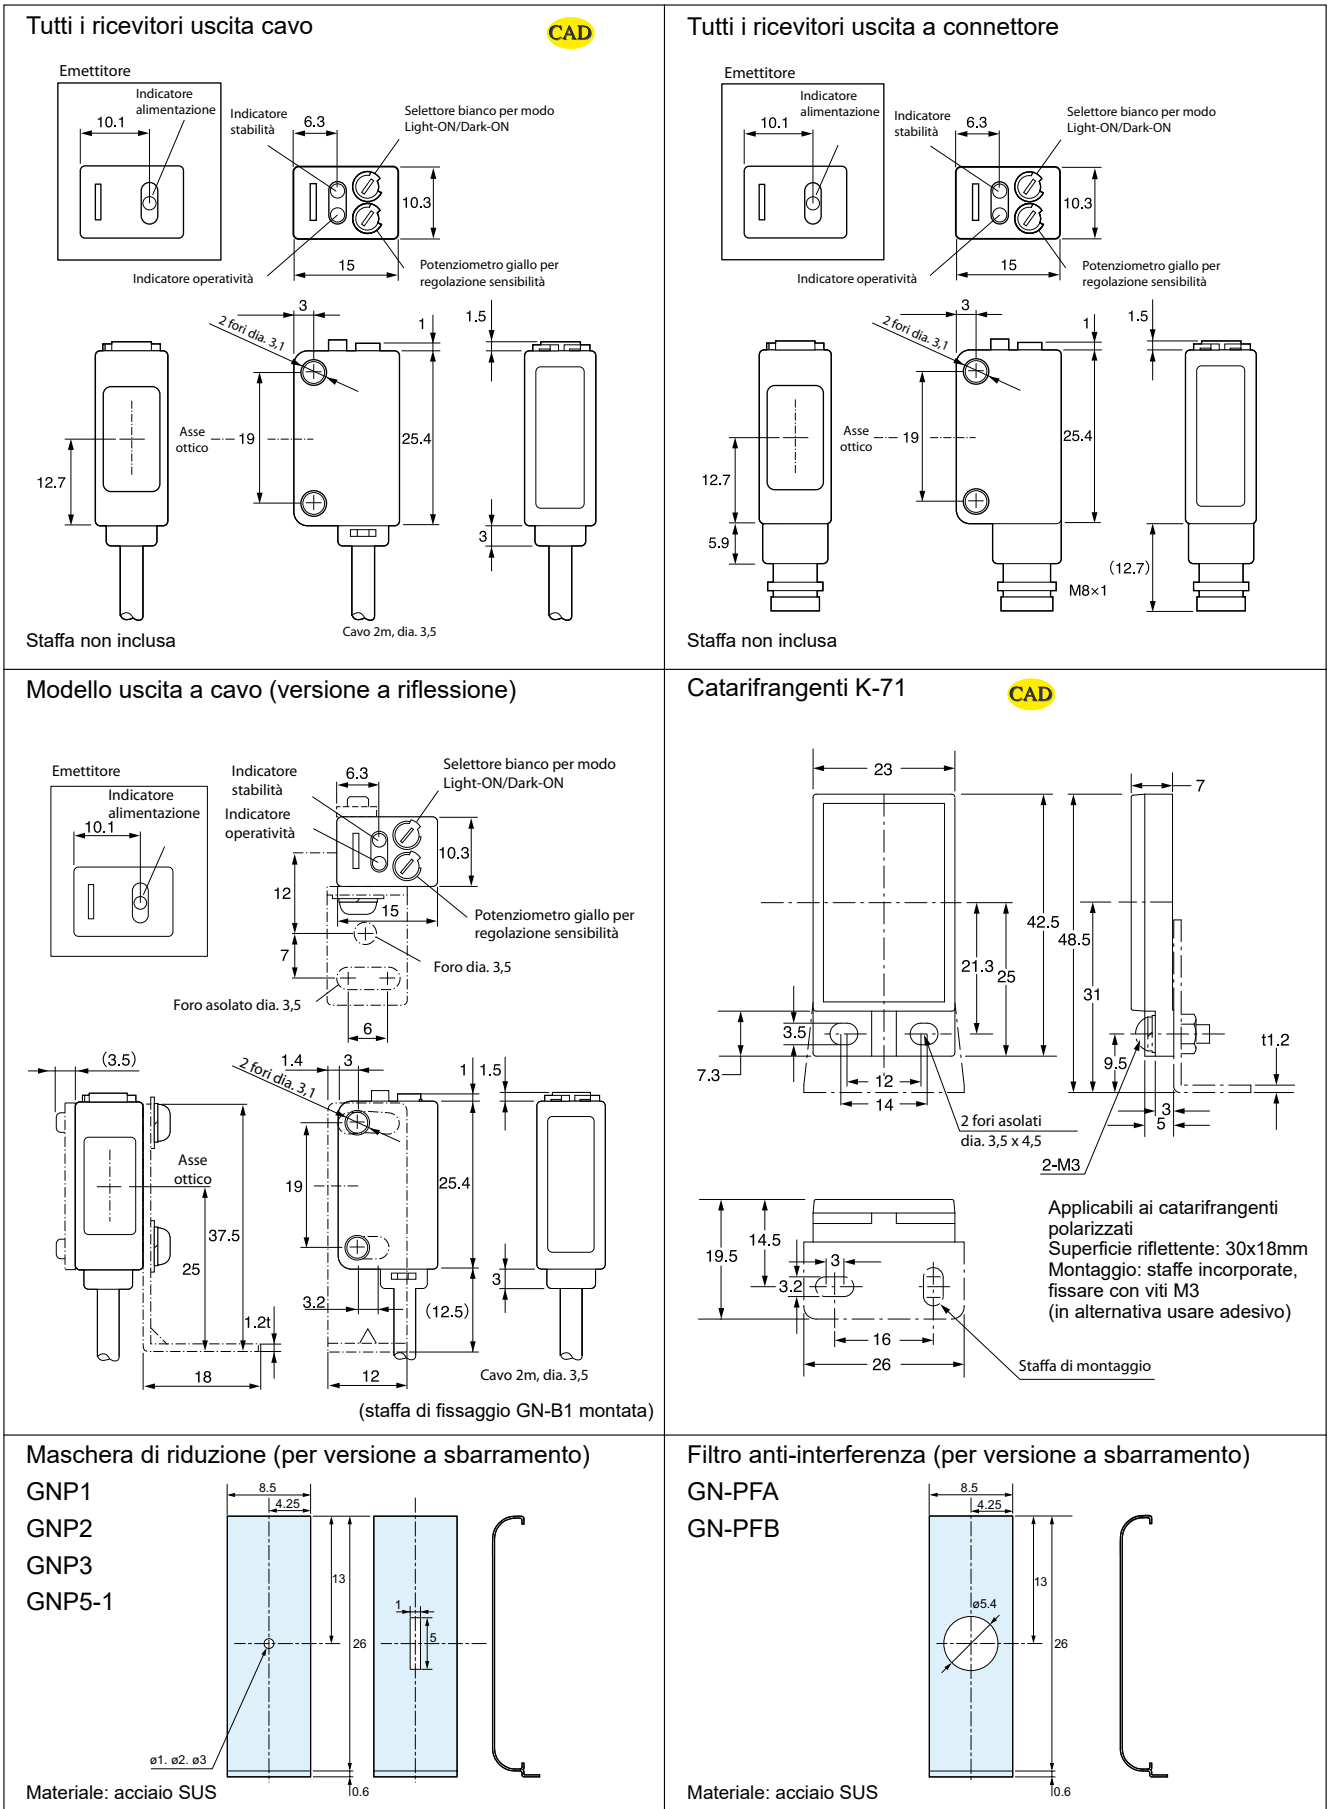 Tutti i ricevitori uscita cavo
CAD
Emettitore
Indicatore
alimentazione
10.1
Indicatore
stabilità
6.3
Selettore bianco per modo
Light-ON/Dark-ON
10.3
15
Indicatore operatività
Potenziometro giallo per
regolazione sensibilità
2 fori dia. 3,1
3
1
1.5
Asse
ottico
19
25.4
12.7
3
Cavo 2m, dia. 3,5
Staffa non inclusa
Tutti i ricevitori uscita a connettore
Emettitore
Indicatore
alimentazione
10.1
Indicatore
stabilità
6.3
Selettore bianco per modo
Light-ON/Dark-ON
10.3
15
Indicatore operatività
Potenziometro giallo per
regolazione sensibilità
2 fori dia. 3,1
3
1
1.5
Asse
ottico
19
25.4
12.7
5.9
(12.7)
M8×1
Staffa non inclusa
Modello uscita a cavo (versione a riflessione)
Emettitore
Indicatore
alimentazione
10.1
Indicatore
stabilità
Indicatore
operatività
6.3
Selettore bianco per modo
Light-ON/Dark-ON
10.3
12
15
Potenziometro giallo per
regolazione sensibilità
7
Foro dia. 3,5
Foro asolato dia. 3,5
6
(3.5)
2 fori dia. 3,1
1.4
3
1
1.5
Asse
ottico
19
25.4
37.5
25
3
3.2
(12.5)
1.2t
18
12
Cavo 2m, dia. 3,5
(staffa di fissaggio GN-B1 montata)
Catarifrangenti K-71
CAD
23
7
42.5
48.5
21.3
25
31
3.5
7.3
12
14
9.5
t1.2
3
5
2 fori asolati
dia. 3,5 x 4,5
2-M3
19.5
14.5
3
3.2
16
26
Staffa di montaggio
Applicabili ai catarifrangenti
polarizzati
Superficie riflettente: 30x18mm
Montaggio: staffe incorporate,
fissare con viti M3
(in alternativa usare adesivo)
Maschera di riduzione (per versione a sbarramento)
GNP1
GNP2
GNP3
GNP5-1
8.5
4.25
13
26
1
5
ø1. ø2. ø3
0.6
Materiale: acciaio SUS
Filtro anti-interferenza (per versione a sbarramento)
GN-PFA
GN-PFB
8.5
4.25
13
ø5.4
26
0.6
Materiale: acciaio SUS